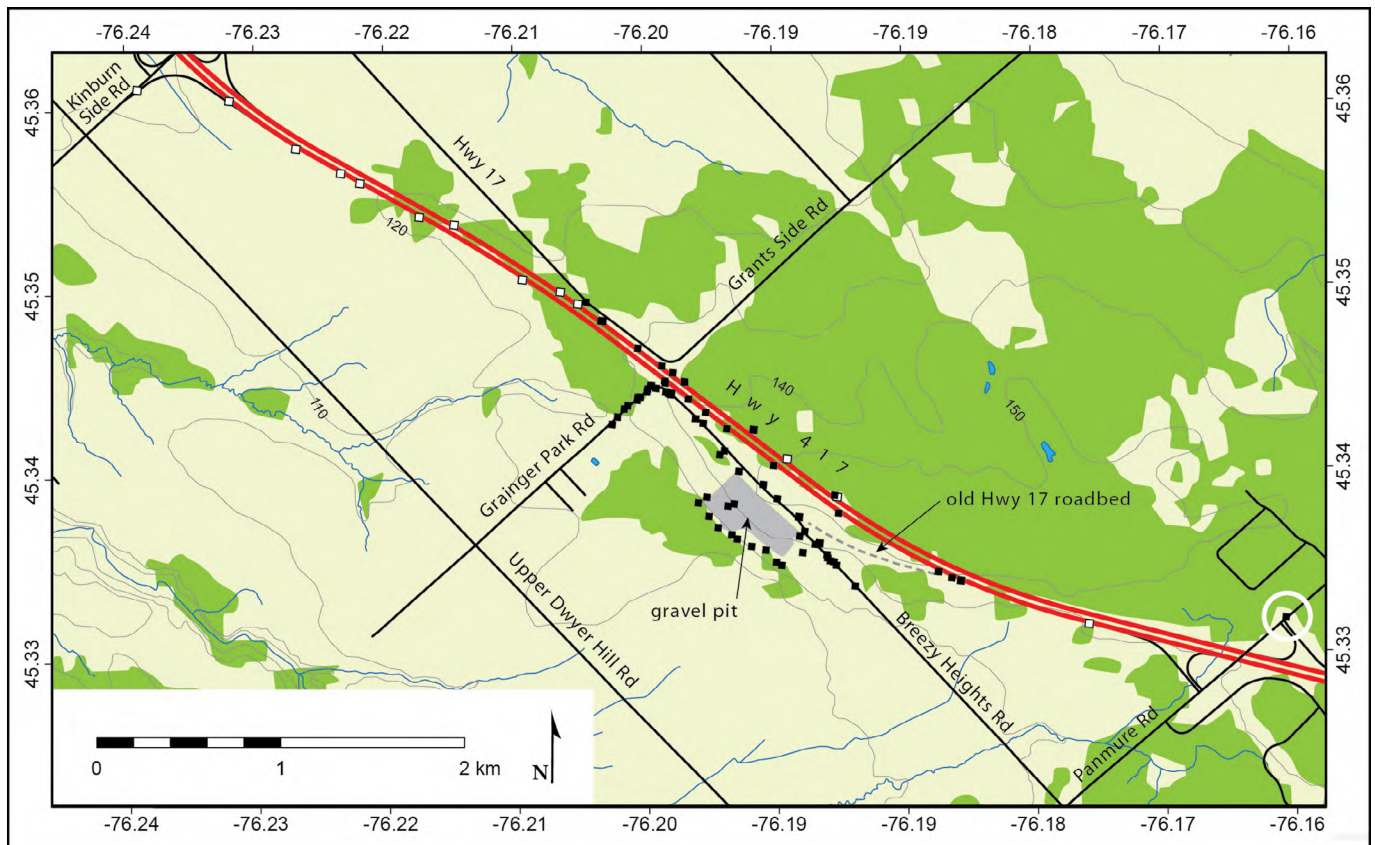 -76.24 -76.23 -76.22 -76.21 -76.20 -76.19 -76.19 -76.18 -76.17 -76.16
45.36
45.35
45.34
45.33
Kinburn
Side Rd
Hwy 17
Grants Side Rd
120
110
140
150
Hwy 417
Grainger Park Rd
old Hwy 17 roadbed
gravel pit
Upper Dwyer Hill Rd
Breezy Heights Rd
Panmure Rd
0 1 2 km
N
45.36
45.35
45.34
45.33
-76.24 -76.23 -76.22 -76.21 -76.20 -76.19 -76.19 -76.18 -76.17 -76.16